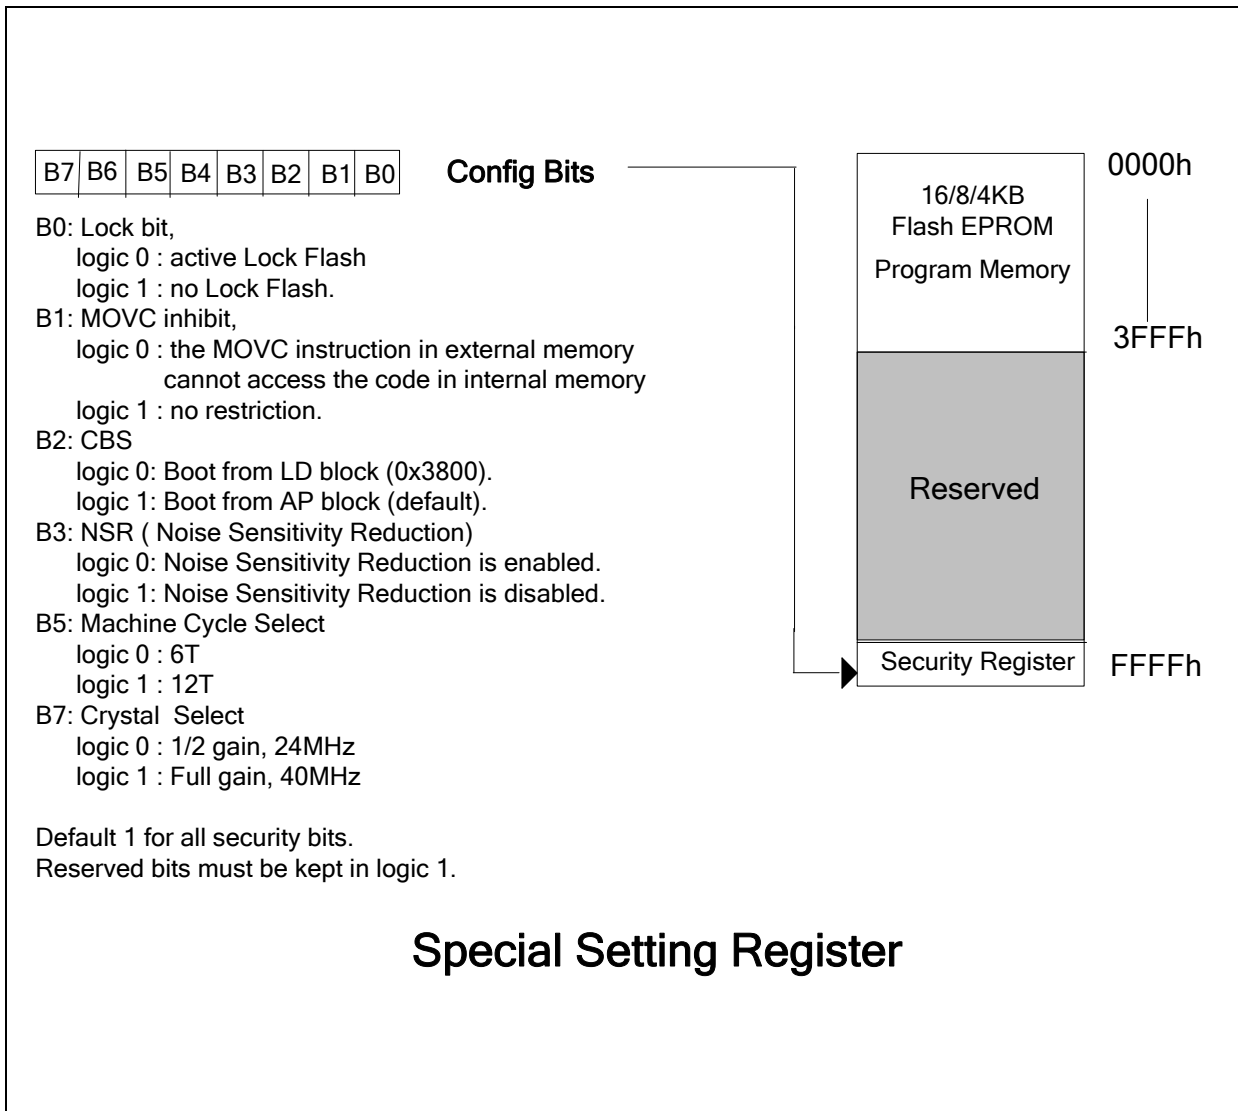 B7 B6 B5 B4 B3 B2 B1 B0
Config Bits
B0: Lock bit,
logic 0 : active Lock Flash
logic 1 : no Lock Flash.
B1: MOVC inhibit,
logic 0 : the MOVC instruction in external memory
cannot access the code in internal memory
logic 1 : no restriction.
B2: CBS
logic 0: Boot from LD block (0x3800).
logic 1: Boot from AP block (default).
B3: NSR ( Noise Sensitivity Reduction)
logic 0: Noise Sensitivity Reduction is enabled.
logic 1: Noise Sensitivity Reduction is disabled.
B5: Machine Cycle Select
logic 0 : 6T
logic 1 : 12T
B7: Crystal Select
logic 0 : 1/2 gain, 24MHz
logic 1 : Full gain, 40MHz
Default 1 for all security bits.
Reserved bits must be kept in logic 1.
16/8/4KB
Flash EPROM
Program Memory
0000h
3FFFh
Reserved
Security Register
FFFFh
Special Setting Register